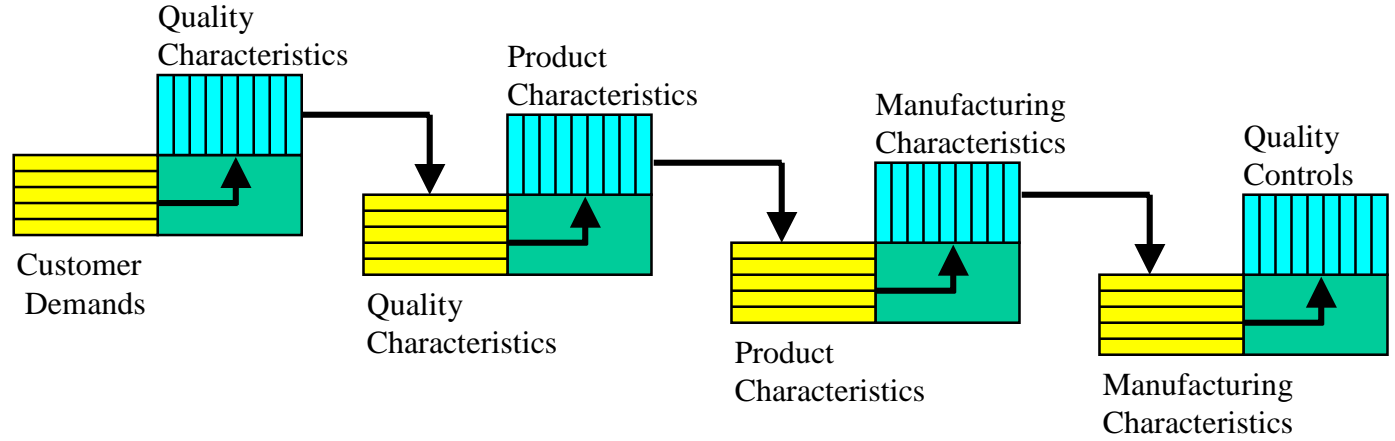 Quality
Characteristics
Product
Characteristics
Manufacturing
Characteristics
Quality
Controls
Customer
Demands
Quality
Characteristics
Product
Characteristics
Manufacturing
Characteristics